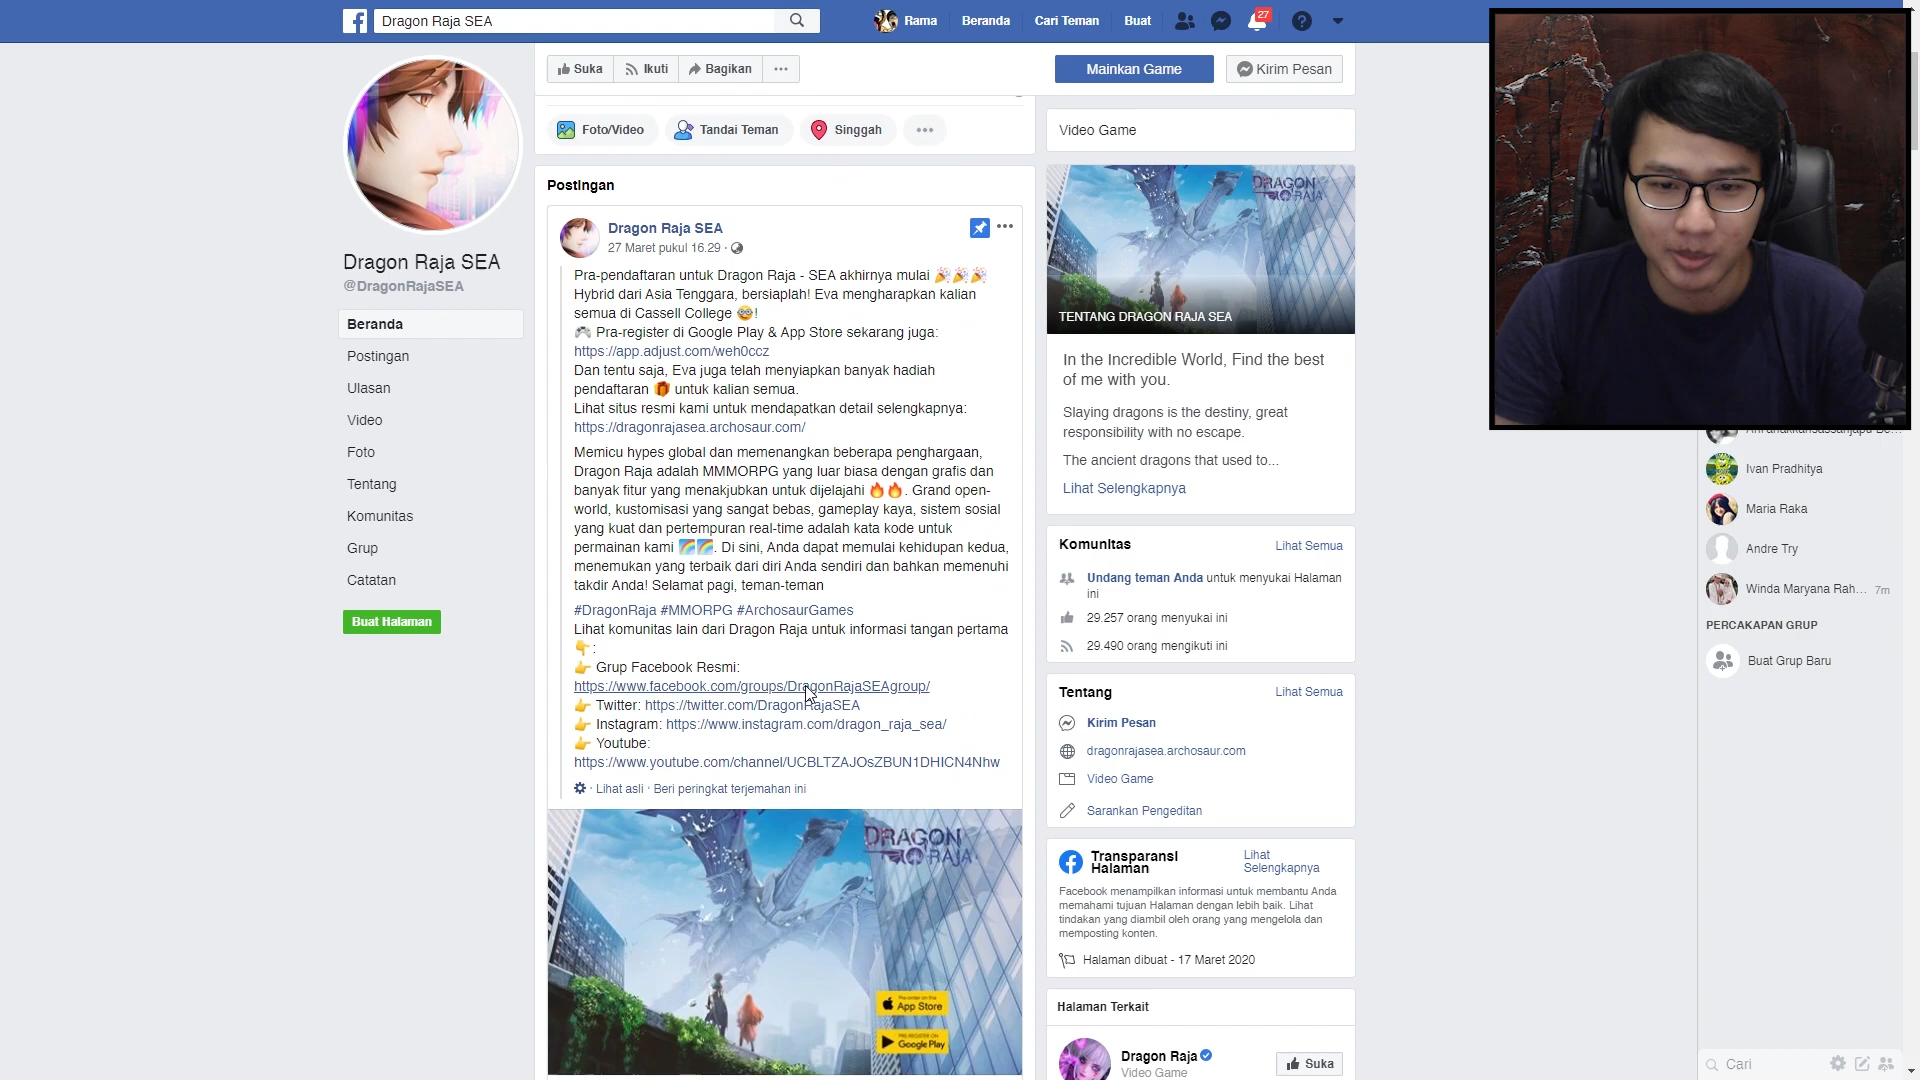 Dragon Raja SEA
Rama
Beranda
Cari Teman
Buat
27
Suka
Ikuti
Bagikan
Mainkan Game
Kirim Pesan
Foto/Video
Tandai Teman
Singgah
Video Game
Dragon Raja SEA
@DragonRajaSEA
Beranda
Postingan
Ulasan
Video
Foto
Tentang
Komunitas
Grup
Catatan
Buat Halaman
Postingan
Dragon Raja SEA
27 Maret pukul 16.29 ·
Pra-pendaftaran untuk Dragon Raja - SEA akhirnya mulai 🎉🎉🎉
Hybrid dari Asia Tenggara, bersiaplah! Eva mengharapkan kalian
semua di Cassell College 🤓!
🎮 Pra-register di Google Play & App Store sekarang juga:
https://app.adjust.com/weh0ccz
Dan tentu saja, Eva juga telah menyiapkan banyak hadiah
pendaftaran 🎁 untuk kalian semua.
Lihat situs resmi kami untuk mendapatkan detail selengkapnya:
https://dragonrajasea.archosaur.com/
Memicu hypes global dan memenangkan beberapa penghargaan,
Dragon Raja adalah MMMORPG yang luar biasa dengan grafis dan
banyak fitur yang menakjubkan untuk dijelajahi 🔥🔥. Grand open-
world, kustomisasi yang sangat bebas, gameplay kaya, sistem sosial
yang kuat dan pertempuran real-time adalah kata kode untuk
permainan kami 🌈🌈. Di sini, Anda dapat memulai kehidupan kedua,
menemukan yang terbaik dari diri Anda sendiri dan bahkan memenuhi
takdir Anda! Selamat pagi, teman-teman
#DragonRaja #MMORPG #ArchosaurGames
Lihat komunitas lain dari Dragon Raja untuk informasi tangan pertama
👇:
👉 Grup Facebook Resmi:
https://www.facebook.com/groups/DragonRajaSEAgroup/
👉 Twitter: https://twitter.com/DragonRajaSEA
👉 Instagram: https://www.instagram.com/dragon_raja_sea/
👉 Youtube:
https://www.youtube.com/channel/UCBLTZAJOsZBUN1DHICN4Nhw
· Lihat asli · Beri peringkat terjemahan ini
DRAGON
RAJA
App Store
PRE-REGISTER ON
Google Play
DRAGON
RAJA
TENTANG DRAGON RAJA SEA
In the Incredible World, Find the best
of me with you.
Slaying dragons is the destiny, great
responsibility with no escape.
The ancient dragons that used to...
Lihat Selengkapnya
Komunitas
Lihat Semua
Undang teman Anda untuk menyukai Halaman
ini
29.257 orang menyukai ini
29.490 orang mengikuti ini
Tentang
Lihat Semua
Kirim Pesan
dragonrajasea.archosaur.com
Video Game
Sarankan Pengeditan
Transparansi
Halaman
Lihat
Selengkapnya
Facebook menampilkan informasi untuk membantu Anda
memahami tujuan Halaman dengan lebih baik. Lihat
tindakan yang diambil oleh orang yang mengelola dan
memposting konten.
Halaman dibuat - 17 Maret 2020
Halaman Terkait
Dragon Raja
Video Game
Suka
Ivan Pradhitya
Maria Raka
Andre Try
Winda Maryana Rah... 7m
PERCAKAPAN GRUP
Buat Grup Baru
Cari